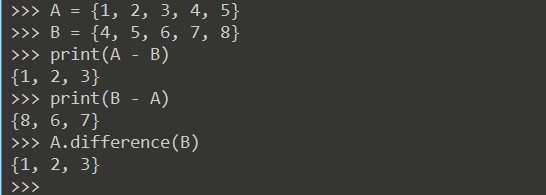 >>> A = {1, 2, 3, 4, 5}
>>> B = {4, 5, 6, 7, 8}
>>> print(A - B)
{1, 2, 3}
>>> print(B - A)
{8, 6, 7}
>>> A.difference(B)
{1, 2, 3}
>>>